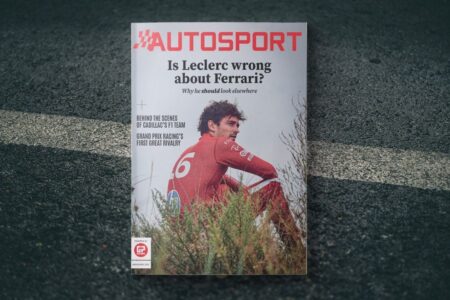 AUTOSPORT
Is Leclerc wrong
about Ferrari?
Why he should look elsewhere
BEHIND THE SCENES
OF CADILLAC'S F1 TEAM
GRAND PRIX RACING'S
FIRST GREAT RIVALRY
16